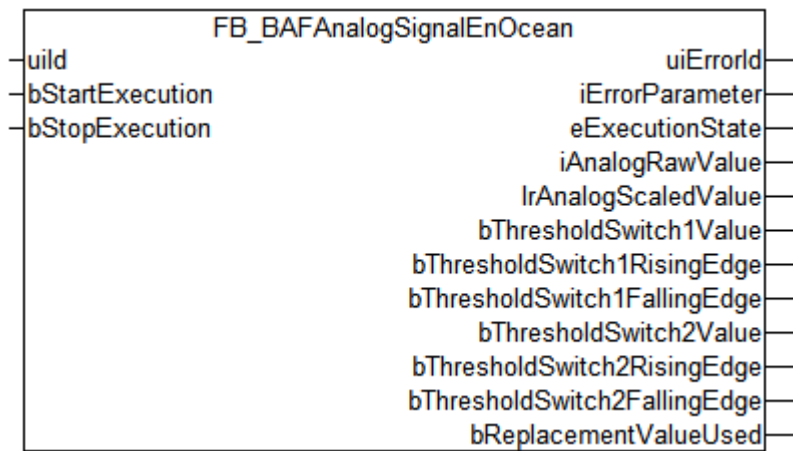 FB_BAFAnalogSignalEnOcean
uiId uiErrorId
bStartExecution iErrorParameter
bStopExecution eExecutionState
iAnalogRawValue
lrAnalogScaledValue
bThresholdSwitch1Value
bThresholdSwitch1RisingEdge
bThresholdSwitch1FallingEdge
bThresholdSwitch2Value
bThresholdSwitch2RisingEdge
bThresholdSwitch2FallingEdge
bReplacementValueUsed